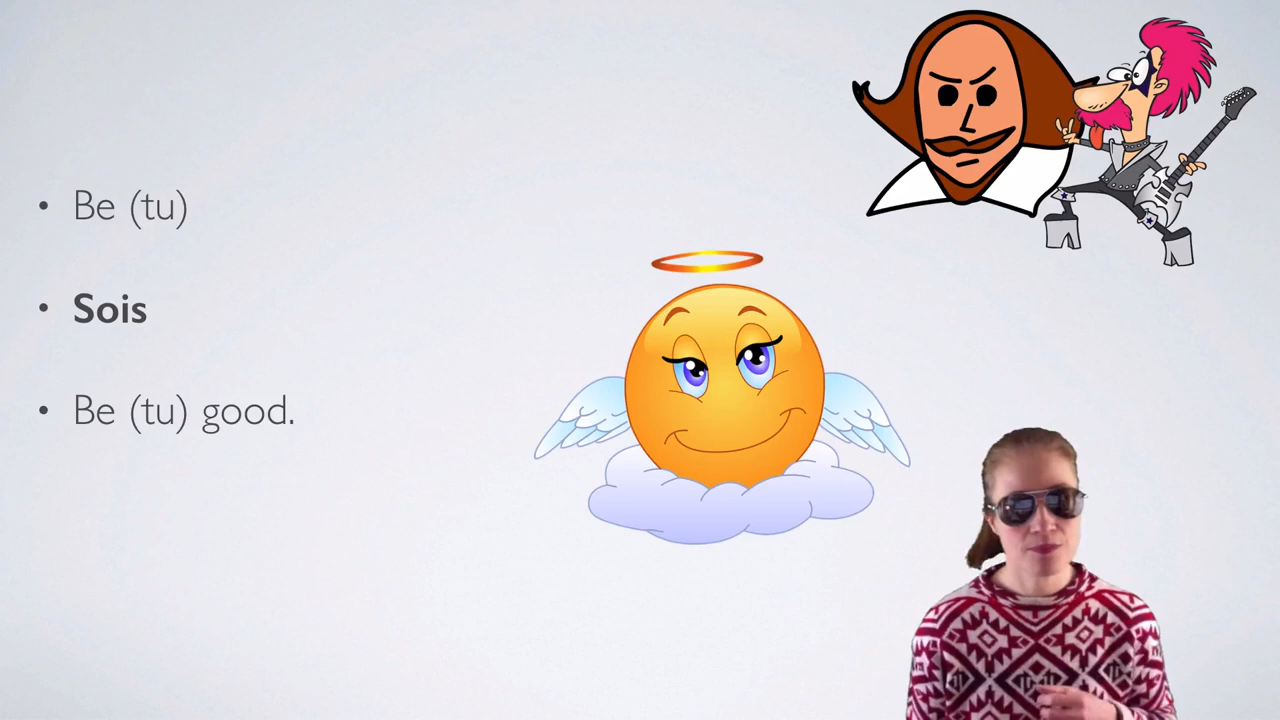 • Be (tu)
• Sois
• Be (tu) good.